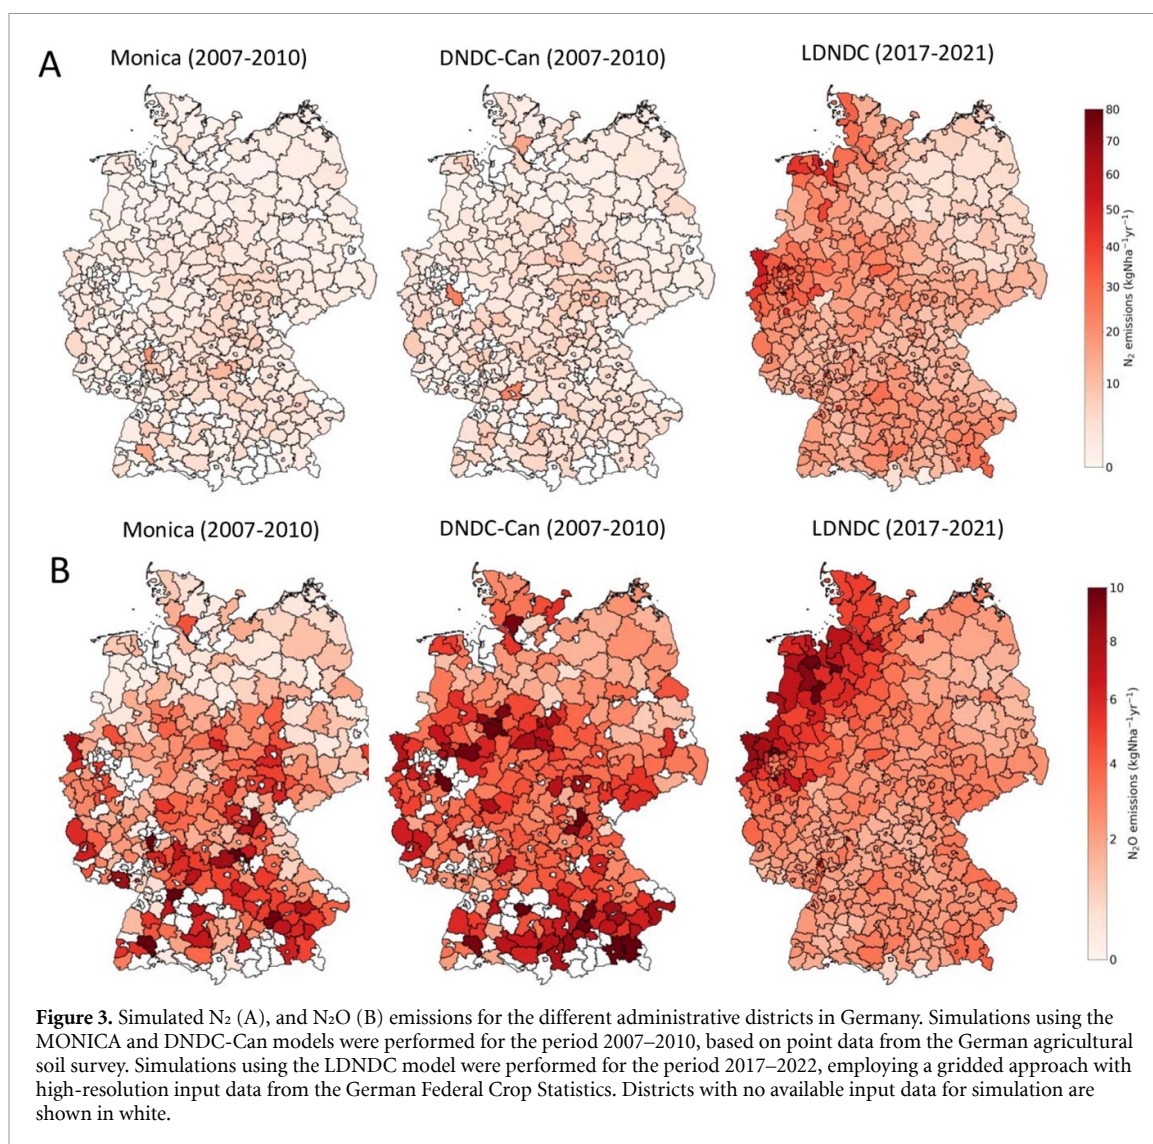 A
Monica (2007-2010)
DNDC-Can (2007-2010)
LDNDC (2017-2021)
80
70
60
50
40
30
20
10
0
N₂ emissions (kgNha⁻¹yr⁻¹)
Monica (2007-2010)
DNDC-Can (2007-2010)
LDNDC (2017-2021)
B
10
8
6
4
2
0
N₂O emissions (kgNha⁻¹yr⁻¹)
Figure 3. Simulated N₂ (A), and N₂O (B) emissions for the different administrative districts in Germany. Simulations using the
MONICA and DNDC-Can models were performed for the period 2007–2010, based on point data from the German agricultural
soil survey. Simulations using the LDNDC model were performed for the period 2017–2022, employing a gridded approach with
high-resolution input data from the German Federal Crop Statistics. Districts with no available input data for simulation are
shown in white.